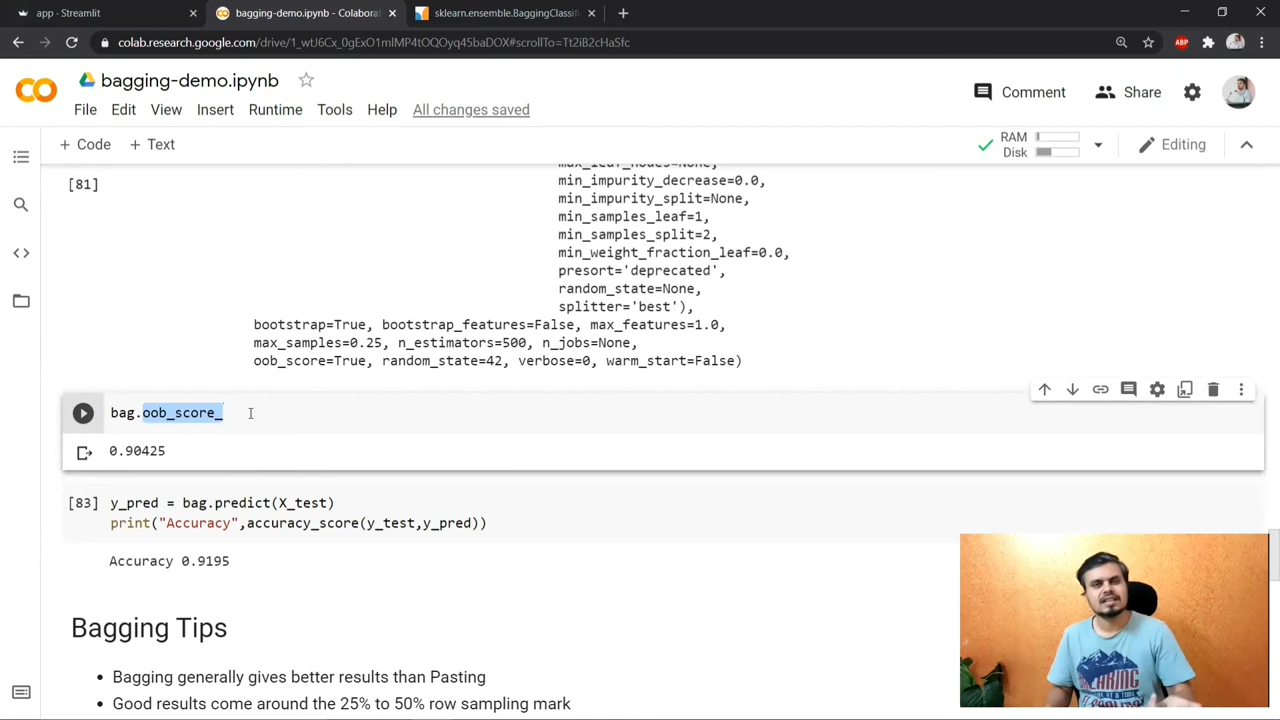 app · Streamlit
bagging-demo.ipynb - Colaborat
sklearn.ensemble.BaggingClassifi
colab.research.google.com/drive/1_wtJ6Cx_0gExO1mlMP4tOQOyq45baDOX#scrollTo=Tt2iB2cHaSfc
ABP
bagging-demo.ipynb
Comment
Share
File Edit View Insert Runtime Tools Help All changes saved
+ Code + Text
RAM
Disk
Editing
max_leaf_nodes=None,
[81]
min_impurity_decrease=0.0,
min_impurity_split=None,
min_samples_leaf=1,
min_samples_split=2,
min_weight_fraction_leaf=0.0,
presort='deprecated',
random_state=None,
splitter='best'),
bootstrap=True, bootstrap_features=False, max_features=1.0,
max_samples=0.25, n_estimators=500, n_jobs=None,
oob_score=True, random_state=42, verbose=0, warm_start=False)
bag.oob_score_
0.90425
[83] y_pred = bag.predict(X_test)
print("Accuracy",accuracy_score(y_test,y_pred))
Accuracy 0.9195
Bagging Tips
• Bagging generally gives better results than Pasting
• Good results come around the 25% to 50% row sampling mark